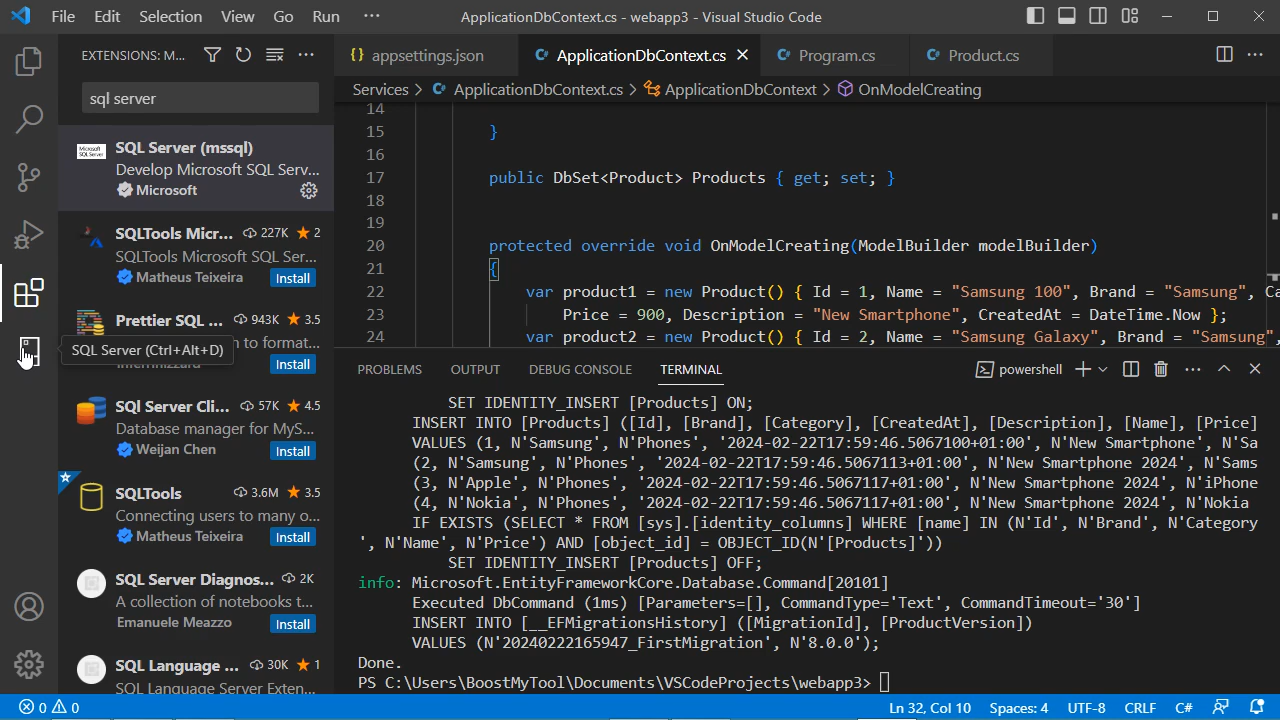 File Edit Selection View Go Run ··· ApplicationDbContext.cs - webapp3 - Visual Studio Code
EXTENSIONS: M...
sql server
SQL Server (mssql)
Develop Microsoft SQL Serv...
Microsoft
SQLTools Micr... 227K 2
SQLTools Microsoft SQL Ser...
Matheus Teixeira Install
Prettier SQL ... 943K 3.5
n to format...
Install
SQL Server (Ctrl+Alt+D)
SQl Server Cli... 57K 4.5
Database manager for MyS...
Weijan Chen Install
SQLTools 3.6M 3.5
Connecting users to many o...
Matheus Teixeira Install
SQL Server Diagnos... 2K
A collection of notebooks t...
Emanuele Meazzo Install
SQL Language ... 30K 1
SQL Language Server Exten...
appsettings.json ApplicationDbContext.cs Program.cs Product.cs
Services > ApplicationDbContext.cs > ApplicationDbContext > OnModelCreating
14
15 }
16
17 public DbSet<Product> Products { get; set; }
18
19
20 protected override void OnModelCreating(ModelBuilder modelBuilder)
21 {
22 var product1 = new Product() { Id = 1, Name = "Samsung 100", Brand = "Samsung", Ca
23 Price = 900, Description = "New Smartphone", CreatedAt = DateTime.Now };
24 var product2 = new Product() { Id = 2, Name = "Samsung Galaxy", Brand = "Samsung",
PROBLEMS OUTPUT DEBUG CONSOLE TERMINAL powershell
SET IDENTITY_INSERT [Products] ON;
INSERT INTO [Products] ([Id], [Brand], [Category], [CreatedAt], [Description], [Name], [Price]
VALUES (1, N'Samsung', N'Phones', '2024-02-22T17:59:46.5067100+01:00', N'New Smartphone', N'Sa
(2, N'Samsung', N'Phones', '2024-02-22T17:59:46.5067113+01:00', N'New Smartphone 2024', N'Sams
(3, N'Apple', N'Phones', '2024-02-22T17:59:46.5067117+01:00', N'New Smartphone 2024', N'iPhone
(4, N'Nokia', N'Phones', '2024-02-22T17:59:46.5067117+01:00', N'New Smartphone 2024', N'Nokia
IF EXISTS (SELECT * FROM [sys].[identity_columns] WHERE [name] IN (N'Id', N'Brand', N'Category
', N'Name', N'Price') AND [object_id] = OBJECT_ID(N'[Products]'))
SET IDENTITY_INSERT [Products] OFF;
info: Microsoft.EntityFrameworkCore.Database.Command[20101]
Executed DbCommand (1ms) [Parameters=[], CommandType='Text', CommandTimeout='30']
INSERT INTO [__EFMigrationsHistory] ([MigrationId], [ProductVersion])
VALUES (N'20240222165947_FirstMigration', N'8.0.0');
Done.
PS C:\Users\BoostMyTool\Documents\VSCodeProjects\webapp3>
0 0 Ln 32, Col 10 Spaces: 4 UTF-8 CRLF C#